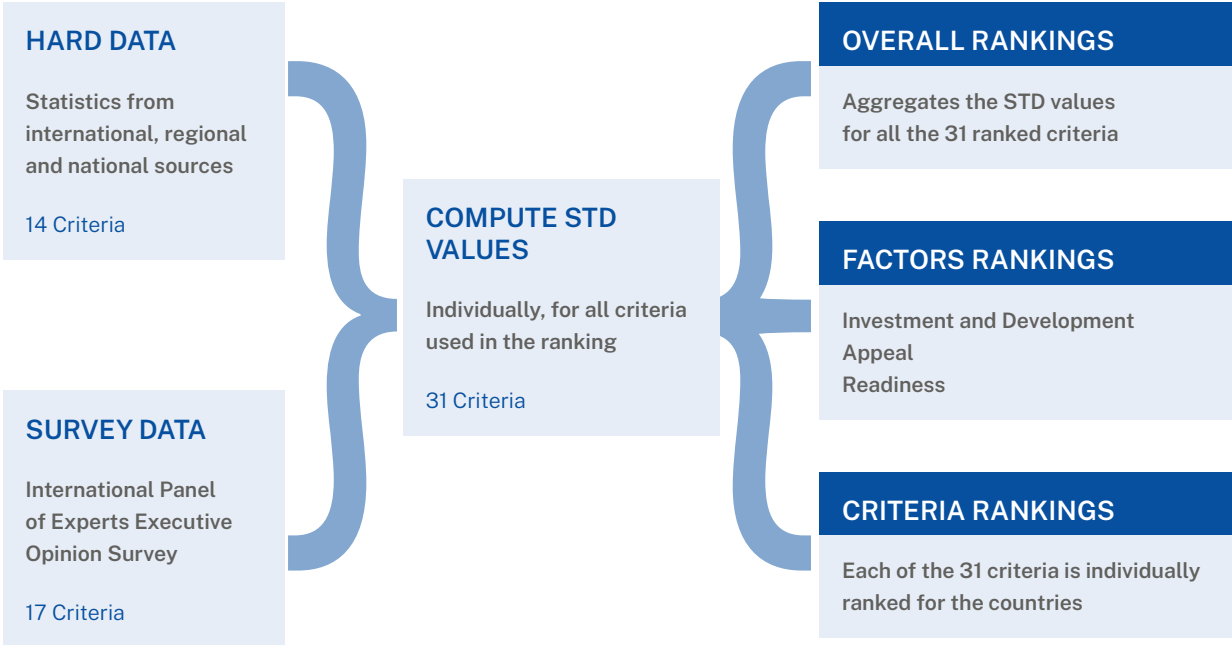 HARD DATA
Statistics from
international, regional
and national sources
14 Criteria
SURVEY DATA
International Panel
of Experts Executive
Opinion Survey
17 Criteria
COMPUTE STD
VALUES
Individually, for all criteria
used in the ranking
31 Criteria
OVERALL RANKINGS
Aggregates the STD values
for all the 31 ranked criteria
FACTORS RANKINGS
Investment and Development
Appeal
Readiness
CRITERIA RANKINGS
Each of the 31 criteria is individually
ranked for the countries